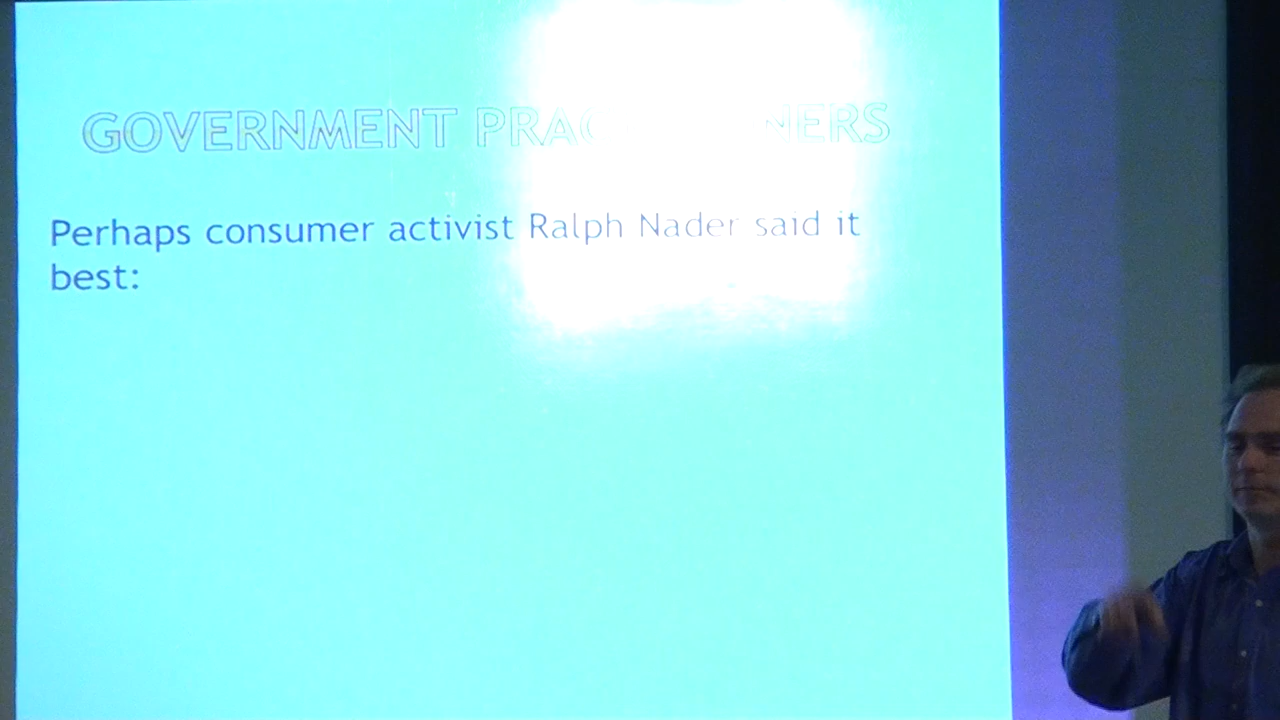 GOVERNMENT
Perhaps consumer activist Ralph Nader said it
best: